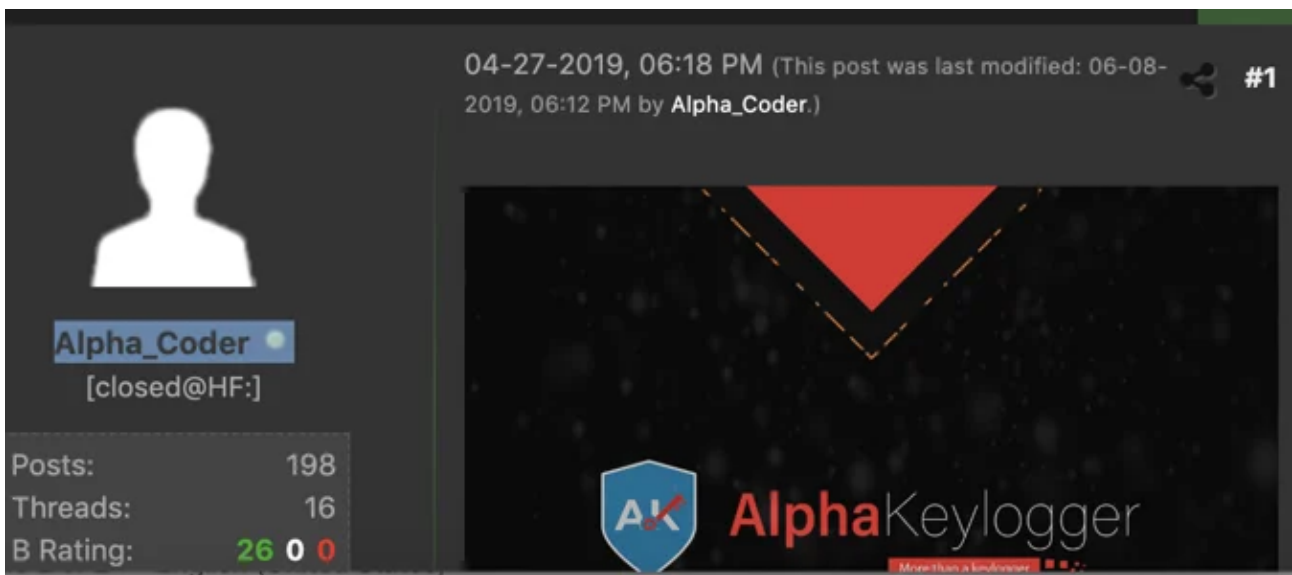 04-27-2019, 06:18 PM (This post was last modified: 06-08-
2019, 06:12 PM by Alpha_Coder.)
#1
Alpha_Coder
[closed@HF:]
Posts: 198
Threads: 16
B Rating: 26 0 0
AK
AlphaKeylogger
More than a keylogger